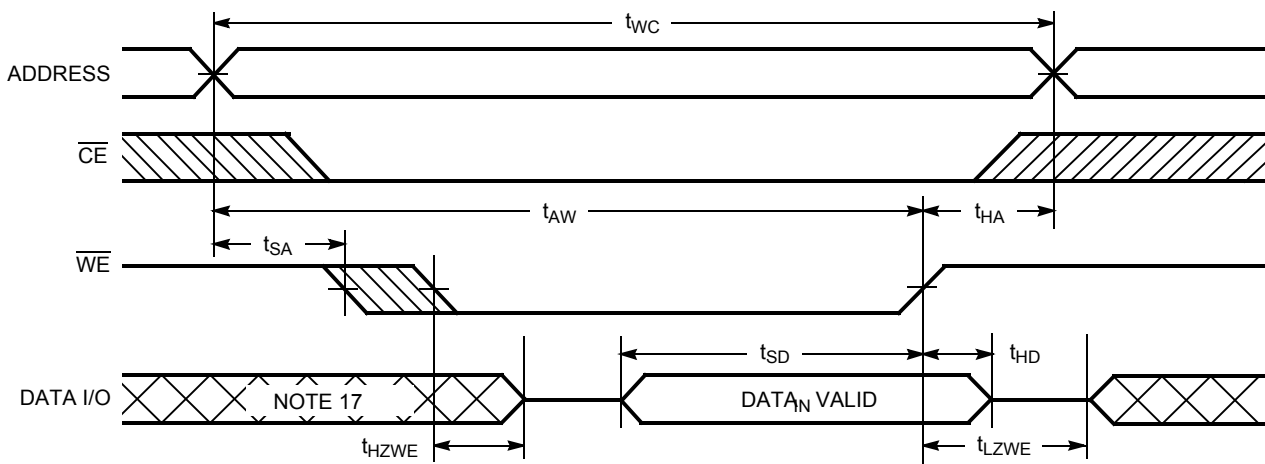 tWC
ADDRESS
CE
tAW
tHA
tSA
WE
tSD
tHD
DATA I/O
NOTE 17
DATAIN VALID
tHZWE
tLZWE